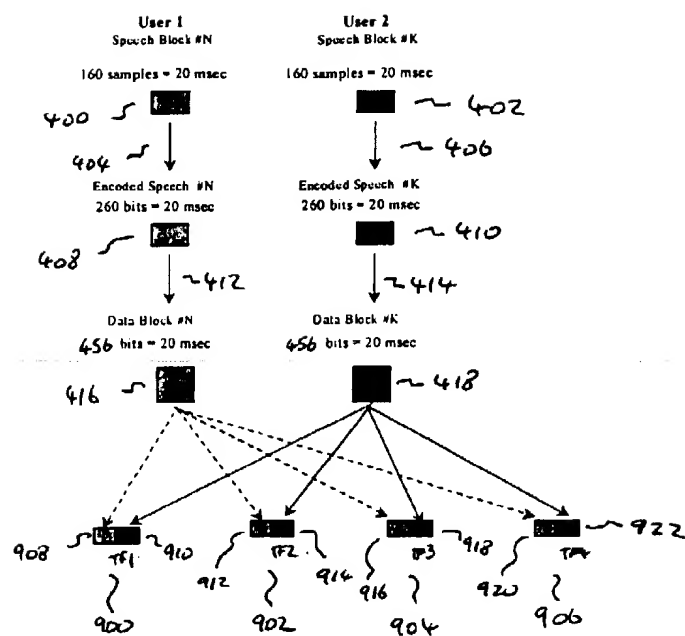 User 1 User 2
Speech Block #N Speech Block #K
160 samples = 20 msec 160 samples = 20 msec
400 402
404 406
Encoded Speech #N Encoded Speech #K
260 bits = 20 msec 260 bits = 20 msec
408 410
412 414
Data Block #N Data Block #K
456 bits = 20 msec 456 bits = 20 msec
416 418
908 TF1 910 912 TF2 914 916 TF3 918 920 TF4 922
900 902 904 906